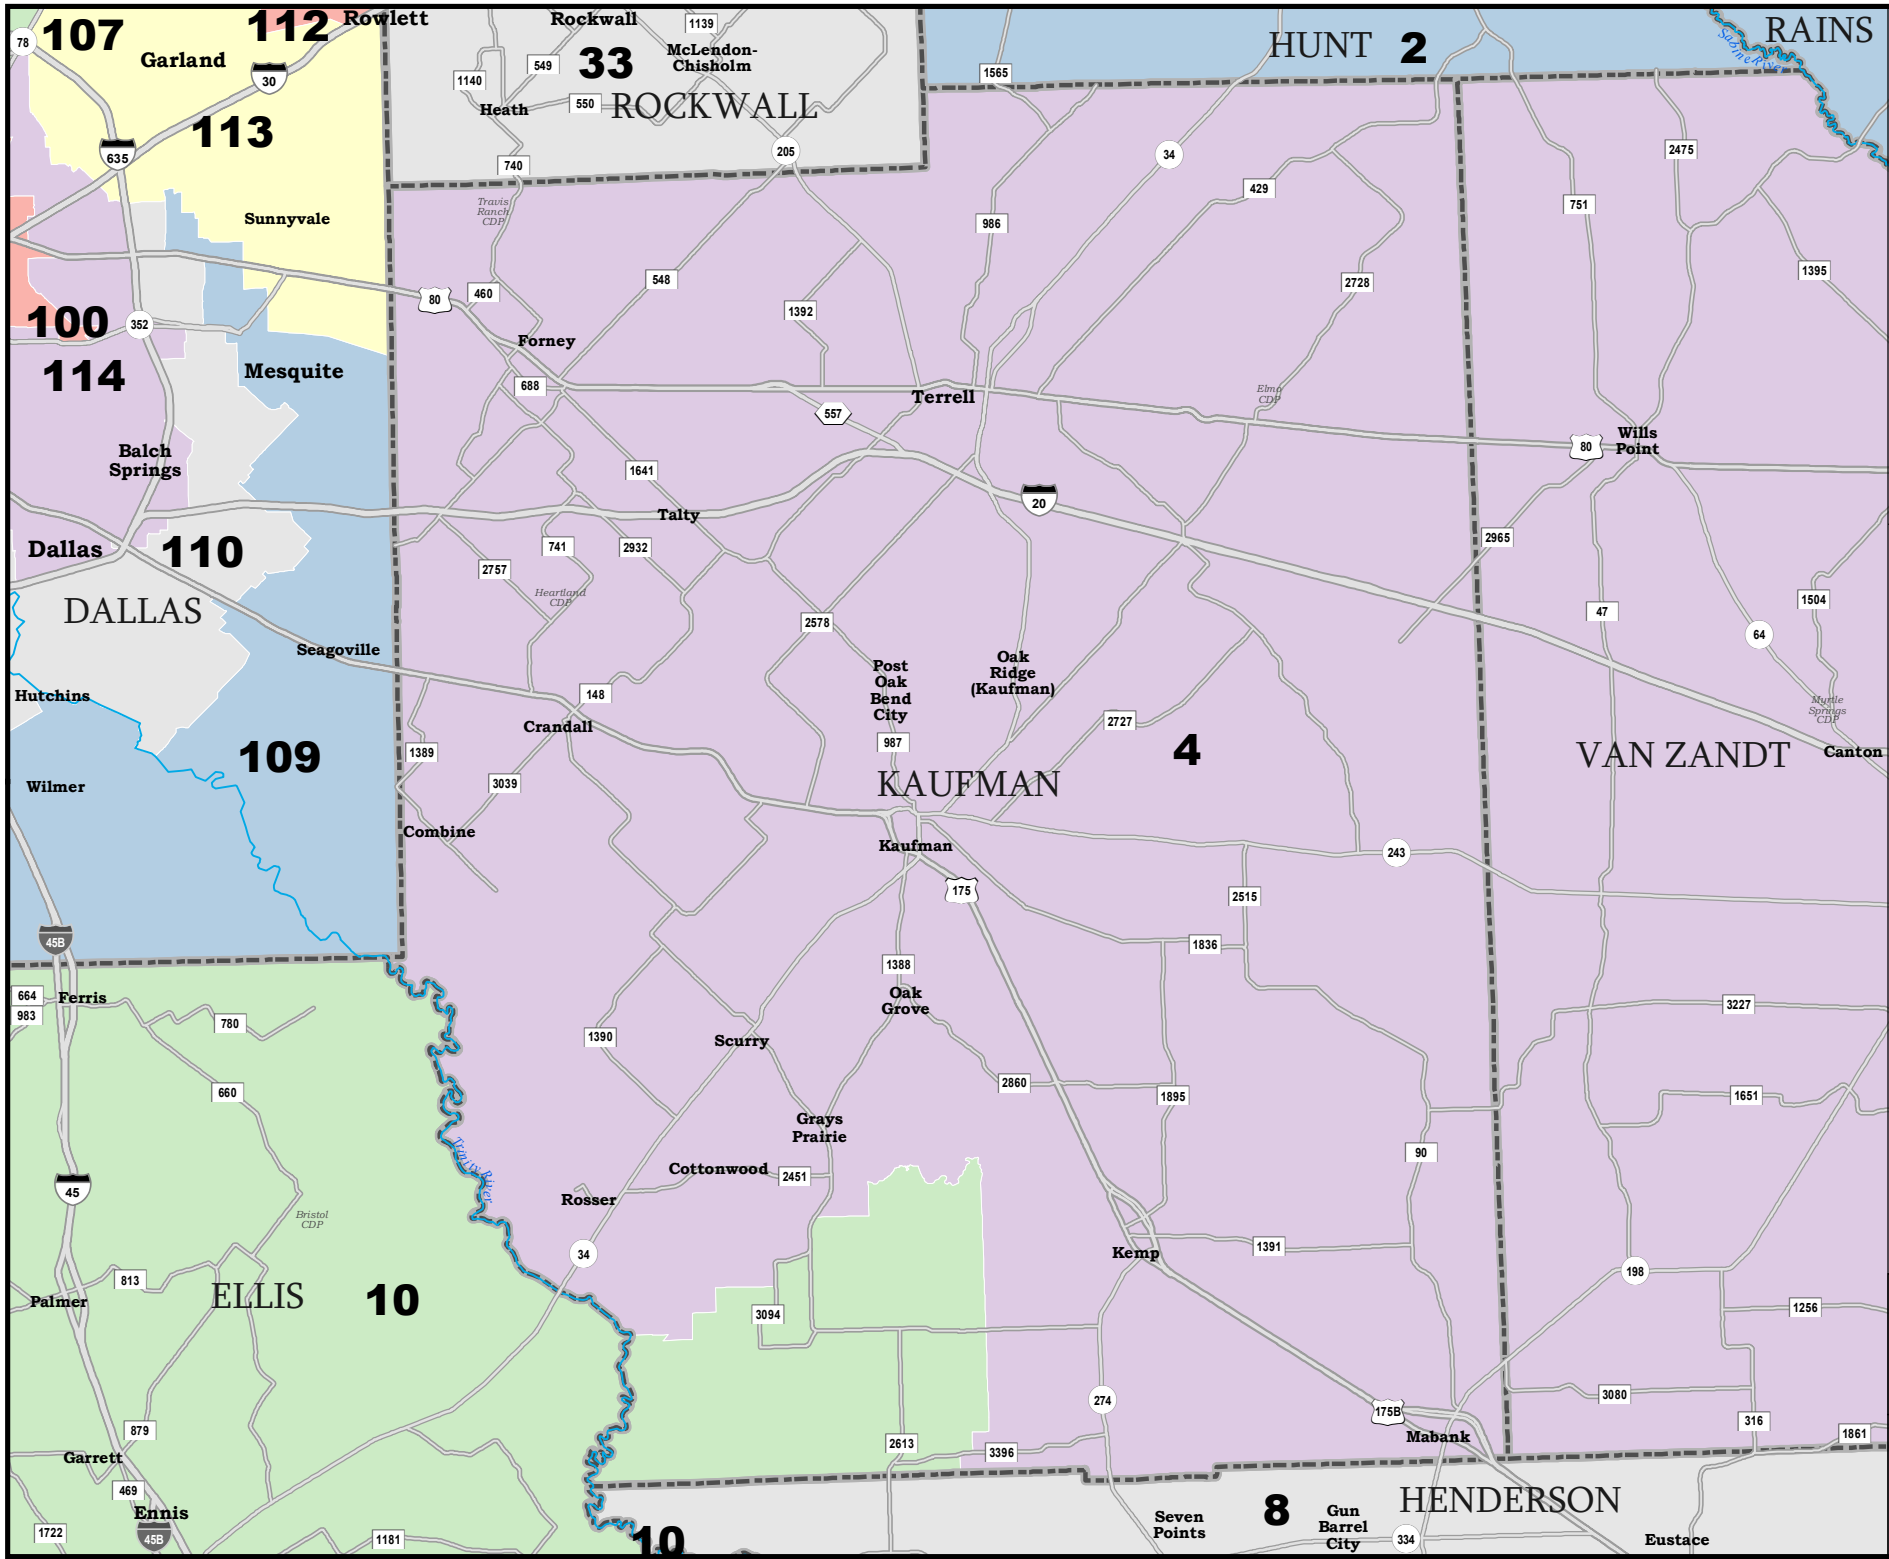 107
112
Rowlett
Rockwall
1139
HUNT 2
RAINS
Sabine River
78
Garland
30
549
33
McLendon-
Chisholm
1140
1565
Heath
550
ROCKWALL
113
635
205
34
2475
740
429
751
Travis
Ranch
CDP
Sunnyvale
986
1395
548
2728
460
80
1392
100
352
Forney
114
Mesquite
688
Terrell
Elmo
CDP
557
Wills
Point
80
Balch
Springs
1641
20
Talty
2965
Dallas
110
741
2932
2757
Heartland
CDP
1504
DALLAS
47
2578
64
Seagoville
Post
Oak
Bend
City
Oak
Ridge
(Kaufman)
Hutchins
148
Myrtle
Springs
CDP
Crandall
2727
987
4
VAN ZANDT
Canton
109
1389
Wilmer
3039
KAUFMAN
Combine
Kaufman
243
175
2515
45B
1836
1388
664
983
Ferris
Oak
Grove
3227
780
1390
Scurry
2860
660
1895
1651
Grays
Prairie
Trinity River
90
Cottonwood
2451
45
Rosser
Bristol
CDP
34
Kemp
1391
198
813
ELLIS
10
Palmer
3094
1256
274
3080
175B
316
879
1861
Mabank
2613
3396
Garrett
469
HENDERSON
Ennis
8
Seven
Points
Gun
Barrel
City
1722
45B
1181
10
334
Eustace